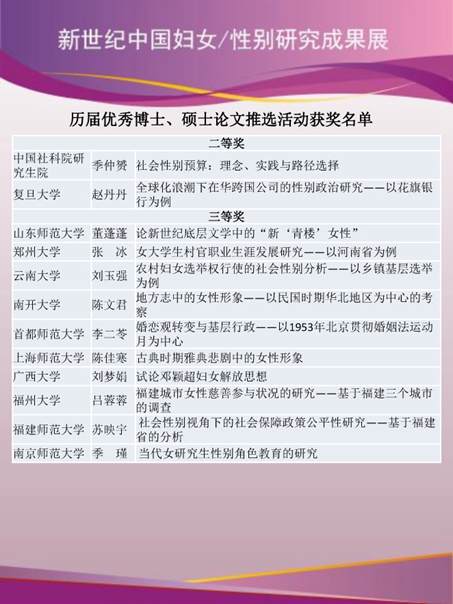 新世纪中国妇女/性别研究成果展
历届优秀博士、硕士论文推选活动获奖名单
二等奖
中国社科院研究生院 季仲赟 社会性别预算：理念、实践与路径选择
复旦大学 赵丹丹 全球化浪潮下在华跨国公司的性别政治研究——以花旗银行为例
三等奖
山东师范大学 董蓬蓬 论新世纪底层文学中的“新‘青楼’女性”
郑州大学 张 冰 女大学生村官职业生涯发展研究——以河南省为例
云南大学 刘玉强 农村妇女选举权行使的社会性别分析——以乡镇基层选举为例
南开大学 陈文君 地方志中的女性形象——以民国时期华北地区为中心的考察
首都师范大学 李二苓 婚恋观转变与基层行政——以1953年北京贯彻婚姻法运动月为中心
上海师范大学 陈佳寒 古典时期雅典悲剧中的女性形象
广西大学 刘梦娟 试论邓颖超妇女解放思想
福州大学 吕蓉蓉 福建城市女性慈善参与状况的研究——基于福建三个城市的调查
福建师范大学 苏映宇 社会性别视角下的社会保障政策公平性研究——基于福建省的分析
南京师范大学 季 瑾 当代女研究生性别角色教育的研究